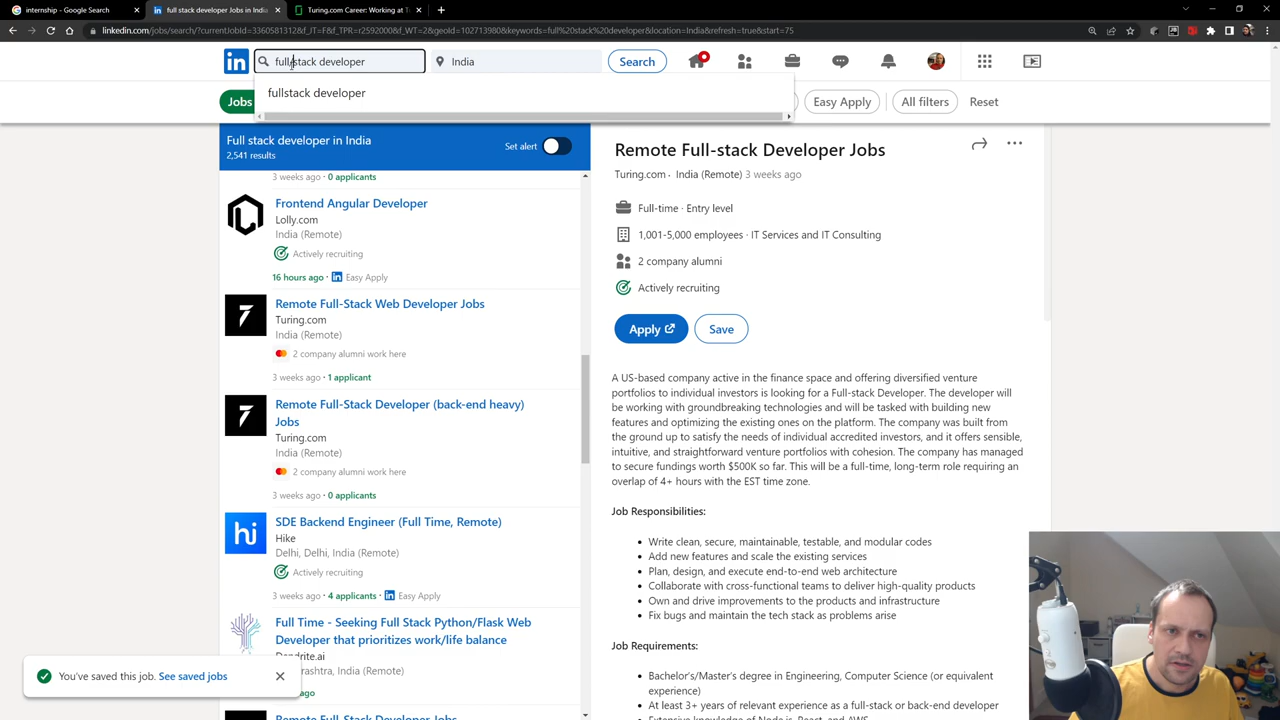 internship - Google Search
full stack developer Jobs in Ind
Turing.com Career: Working at T
linkedin.com/jobs/search/?currentJobId=3360581312&f_JT=F&f_TPR=r2592000&f_WT=2&geoId=102713980&keywords=full%20stack%20developer&location=India&refresh=true&start=75
in
full stack developer
India
Search
fullstack developer
Jobs
Easy Apply
All filters
Reset
Full stack developer in India
2,541 results
Set alert
3 weeks ago · 0 applicants
Frontend Angular Developer
Lolly.com
India (Remote)
Actively recruiting
16 hours ago · in Easy Apply
Remote Full-Stack Web Developer Jobs
Turing.com
India (Remote)
2 company alumni work here
3 weeks ago · 1 applicant
Remote Full-Stack Developer (back-end heavy)
Jobs
Turing.com
India (Remote)
2 company alumni work here
3 weeks ago · 0 applicants
hi
SDE Backend Engineer (Full Time, Remote)
Hike
Delhi, Delhi, India (Remote)
Actively recruiting
3 weeks ago · 4 applicants · in Easy Apply
Full Time - Seeking Full Stack Python/Flask Web
Developer that prioritizes work/life balance
Dendrite.ai
India (Remote)
ago
Remote Full-Stack Developer Jobs
You've saved this job. See saved jobs
Remote Full-stack Developer Jobs
Turing.com · India (Remote) 3 weeks ago
Full-time · Entry level
1,001-5,000 employees · IT Services and IT Consulting
2 company alumni
Actively recruiting
Apply
Save
A US-based company active in the finance space and offering diversified venture
portfolios to individual investors is looking for a Full-stack Developer. The developer will
be working with groundbreaking technologies and will be tasked with building new
features and optimizing the existing ones on the platform. The company was built from
the ground up to satisfy the needs of individual accredited investors, and it offers sensible,
intuitive, and straightforward venture portfolios with cohesion. The company has managed
to secure fundings worth $500K so far. This will be a full-time, long-term role requiring an
overlap of 4+ hours with the EST time zone.
Job Responsibilities:
Write clean, secure, maintainable, testable, and modular codes
Add new features and scale the existing services
Plan, design, and execute end-to-end web architecture
Collaborate with cross-functional teams to deliver high-quality products
Own and drive improvements to the products and infrastructure
Fix bugs and maintain the tech stack as problems arise
Job Requirements:
Bachelor's/Master's degree in Engineering, Computer Science (or equivalent
experience)
At least 3+ years of relevant experience as a full-stack or back-end developer
Extensive knowledge of Node.js, React, and AWS